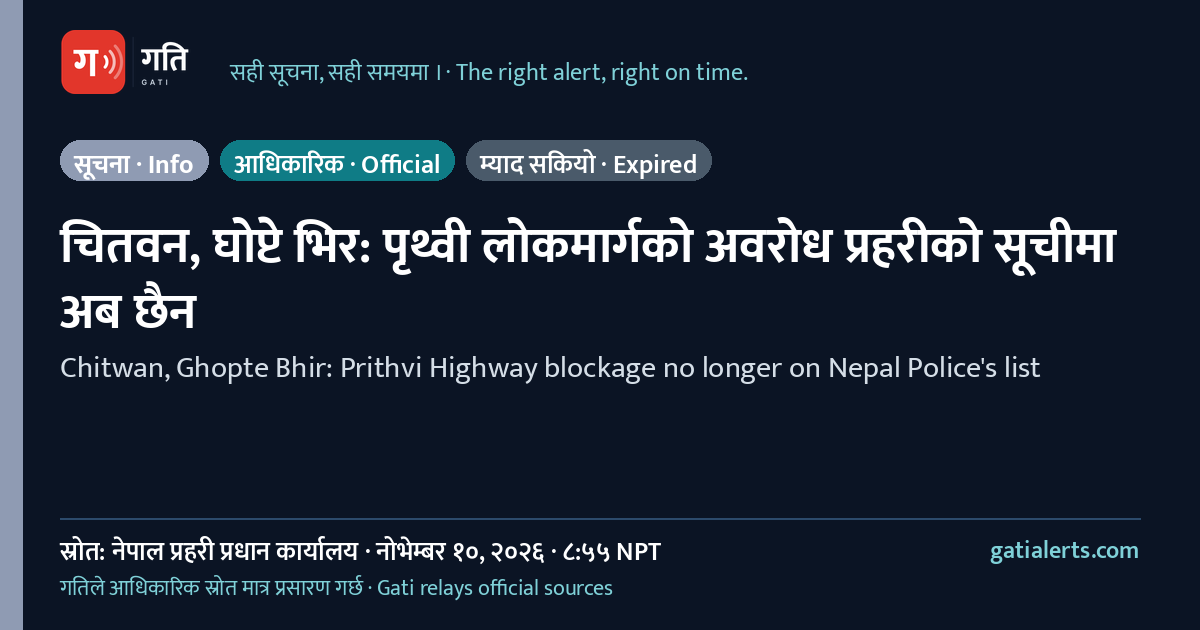 ग गति
GATI
सही सूचना, सही समयमा । · The right alert, right on time.
सूचना · Info
आधिकारिक · Official
म्याद सकियो · Expired
चितवन, घोप्टे भिर: पृथ्वी लोकमार्गको अवरोध प्रहरीको सूचीमा
अब छैन
Chitwan, Ghopte Bhir: Prithvi Highway blockage no longer on Nepal Police's list
स्रोत: नेपाल प्रहरी प्रधान कार्यालय · नोभेम्बर १०, २०२६ · ८:५५ NPT
gatialerts.com
गतिले आधिकारिक स्रोत मात्र प्रसारण गर्छ · Gati relays official sources